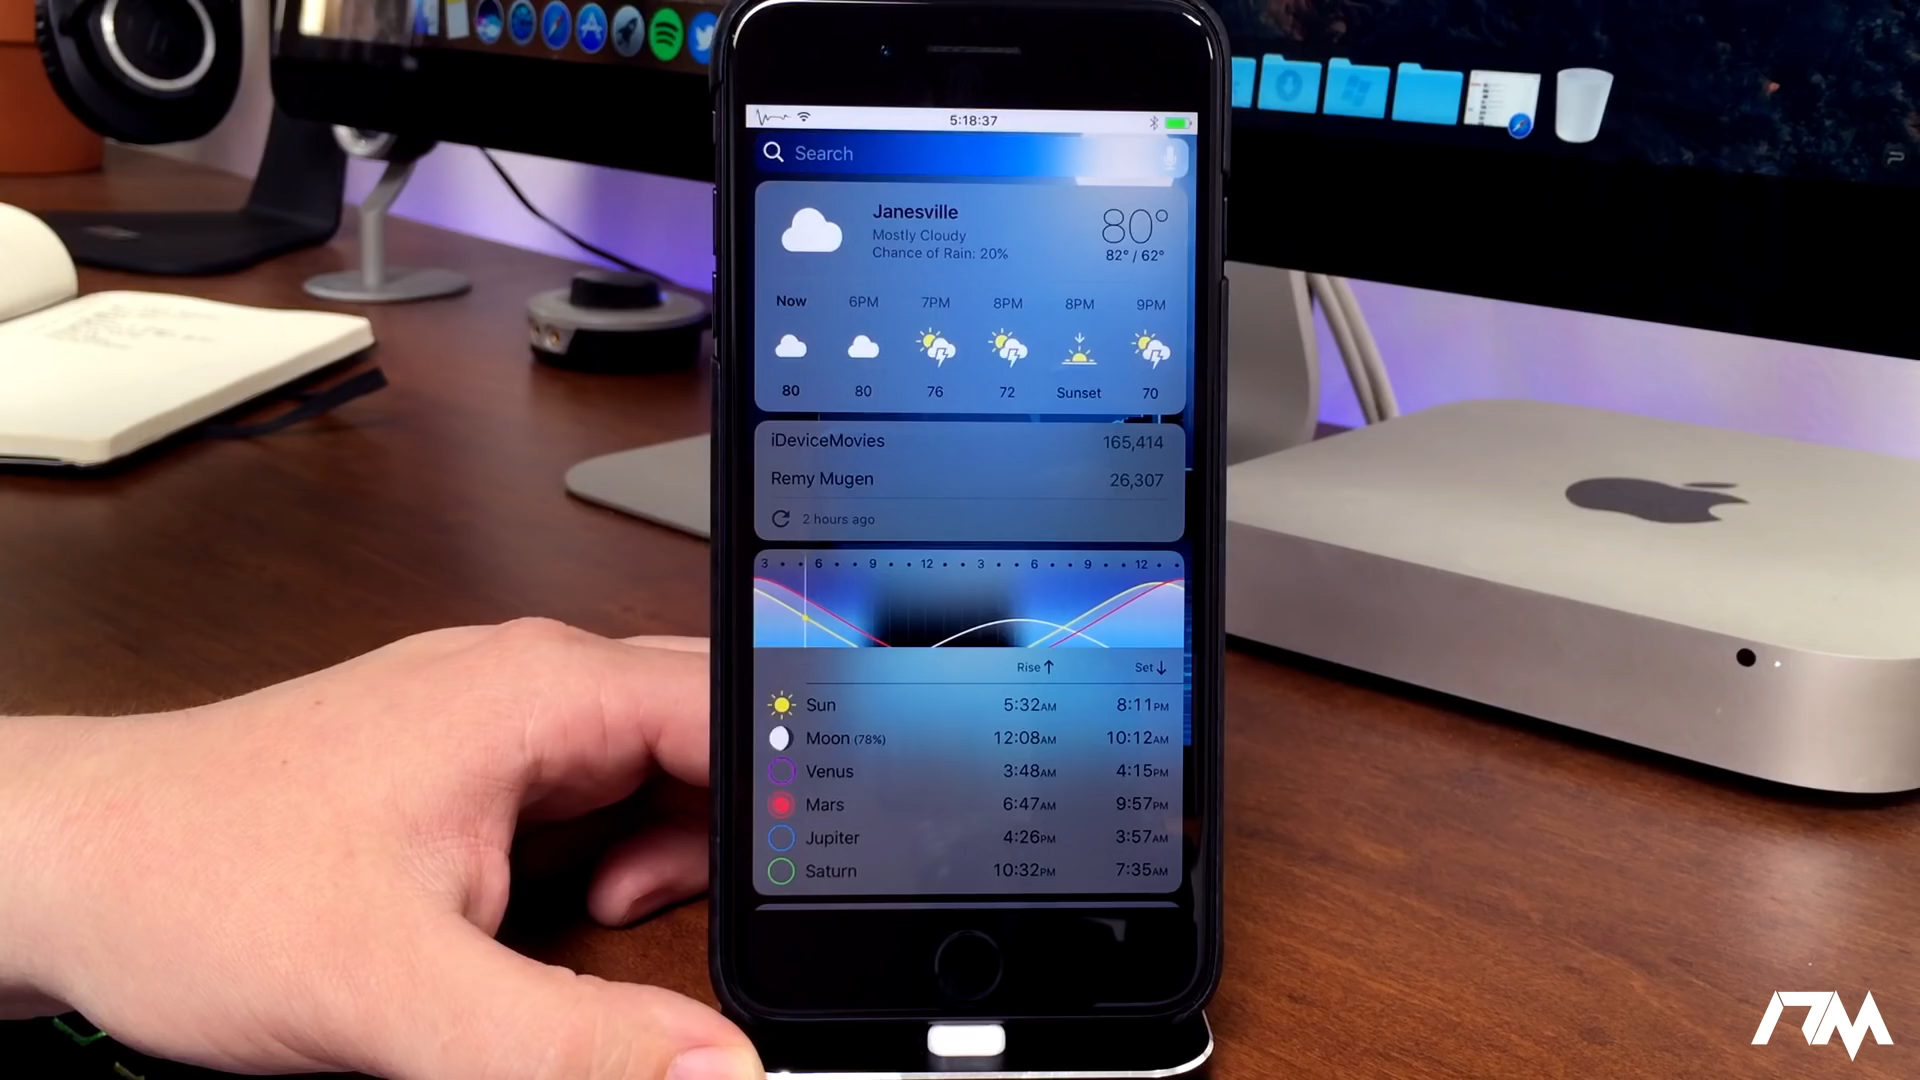 5:18:37
Search
Janesville
Mostly Cloudy
Chance of Rain: 20%
80°
82° / 62°
Now 6PM 7PM 8PM 8PM 9PM
80 80 76 72 Sunset 70
iDeviceMovies 165,414
Remy Mugen 26,307
2 hours ago
3 6 9 12 3 6 9 12
Rise↑ Set↓
Sun 5:32AM 8:11PM
Moon (78%) 12:08AM 10:12AM
Venus 3:48AM 4:15PM
Mars 6:47AM 9:57PM
Jupiter 4:26PM 3:57AM
Saturn 10:32PM 7:35AM